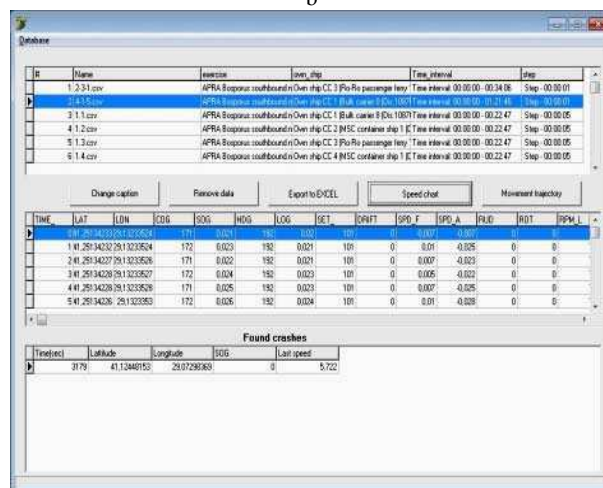 Database
# Name exercise own_ship Time_interval step
1 2-3-1.csv APRA Bosporus southbound n Own ship CC 3 (Ro-Ro passenger ferry Time interval: 00:00:00 - 00:34:06 Step - 00:00:01
2 4-1-5.csv APRA Bosporus southbound n Own ship CC 1 (Bulk carrier 8 (Dis.1087 Time interval: 00:00:00 - 01:21:46 Step - 00:00:01
3 1.1.csv APRA Bosporus southbound n Own ship CC 1 (Bulk carrier 8 (Dis.1087 Time interval: 00:00:00 - 00:22:47 Step - 00:00:05
4 1.2.csv APRA Bosporus southbound n Own ship CC 2 (MSC container ship 1 (D Time interval: 00:00:00 - 00:22:47 Step - 00:00:05
5 1.3.csv APRA Bosporus southbound n Own ship CC 3 (Ro-Ro passenger ferry Time interval: 00:00:00 - 00:22:47 Step - 00:00:05
6 1.4.csv APRA Bosporus southbound n Own ship CC 4 (MSC container ship 1 (D Time interval: 00:00:00 - 00:22:47 Step - 00:00:05
Change caption Remove data Export to EXCEL Speed chart Movement trajectory
TIME_ LAT LON COG SOG HDG LOG SET_ DRIFT SPD_F SPD_A RUD ROT RPM_L
0 41,25134233 29,13233524 171 0,021 192 0,02 101 0 0,007 -0,007 0 0
1 41,25134232 29,13233524 172 0,023 192 0,021 101 0 0,01 -0,025 0 0
2 41,25134227 29,13233526 171 0,022 192 0,021 101 0 0,007 -0,023 0 0
3 41,25134228 29,13233527 172 0,024 192 0,023 101 0 0,005 -0,022 0 0
4 41,25134228 29,13233528 171 0,025 192 0,023 101 0 0,007 -0,025 0 0
5 41,25134226 29,1323353 172 0,026 192 0,024 101 0 0,01 -0,028 0 0
Found crashes
Time(sec) Latitude Longitude SOG Last speed
3179 41,12448153 29,07298369 0 5,722